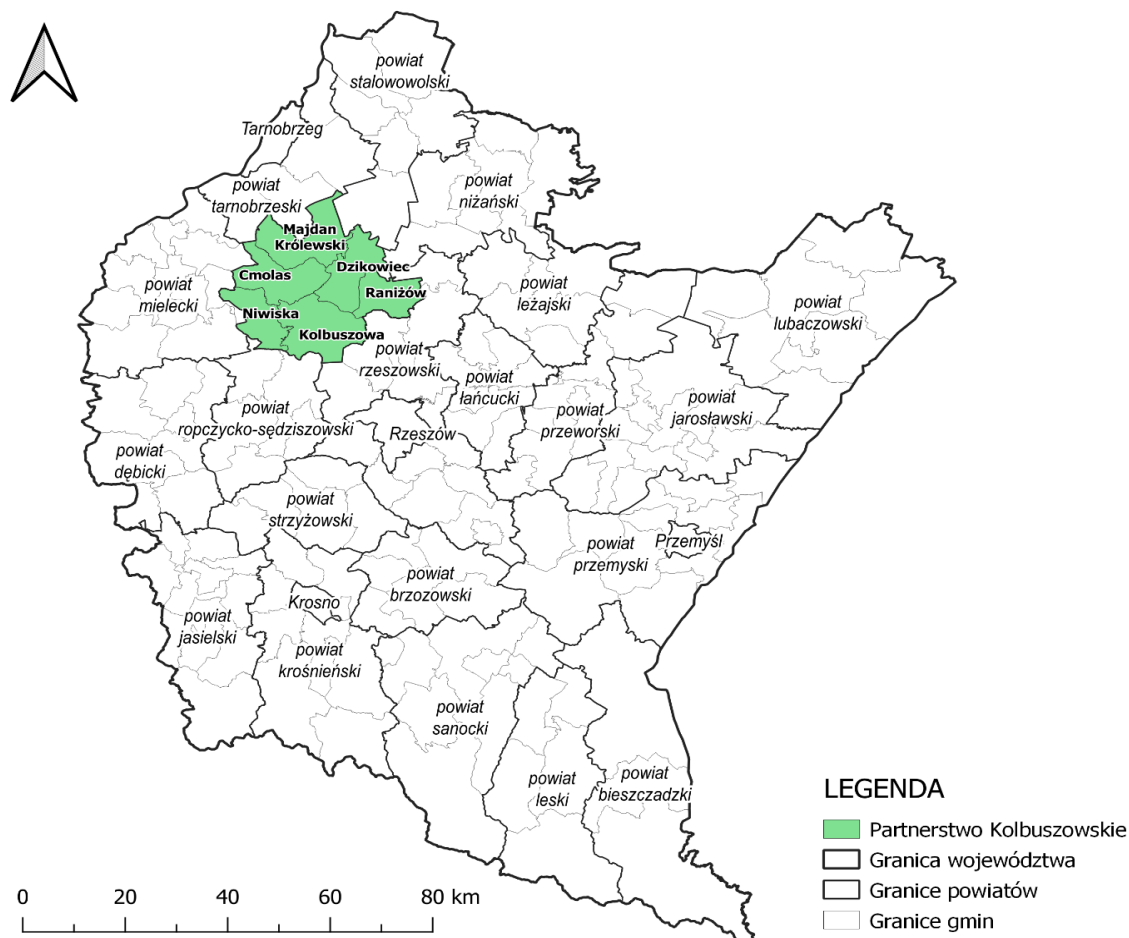 powiat
stalowowolski
Tarnobrzeg
powiat
tarnobrzeski
powiat
niżański
Majdan
Królewski
Dzikowiec
Cmolas
Raniżów
powiat
mielecki
Niwiska
Kolbuszowa
powiat
leżajski
powiat
lubaczowski
powiat
rzeszowski
powiat
łańcucki
powiat
jarosławski
powiat
przeworski
powiat
ropczycko-sędziszowski
Rzeszów
powiat
dębicki
powiat
strzyżowski
powiat
przemyski
Przemyśl
powiat
brzozowski
Krosno
powiat
jasielski
powiat
krośnieński
powiat
sanocki
powiat
leski
powiat
bieszczadzki
LEGENDA
Partnerstwo Kolbuszowskie
Granica województwa
Granice powiatów
Granice gmin
0 20 40 60 80 km